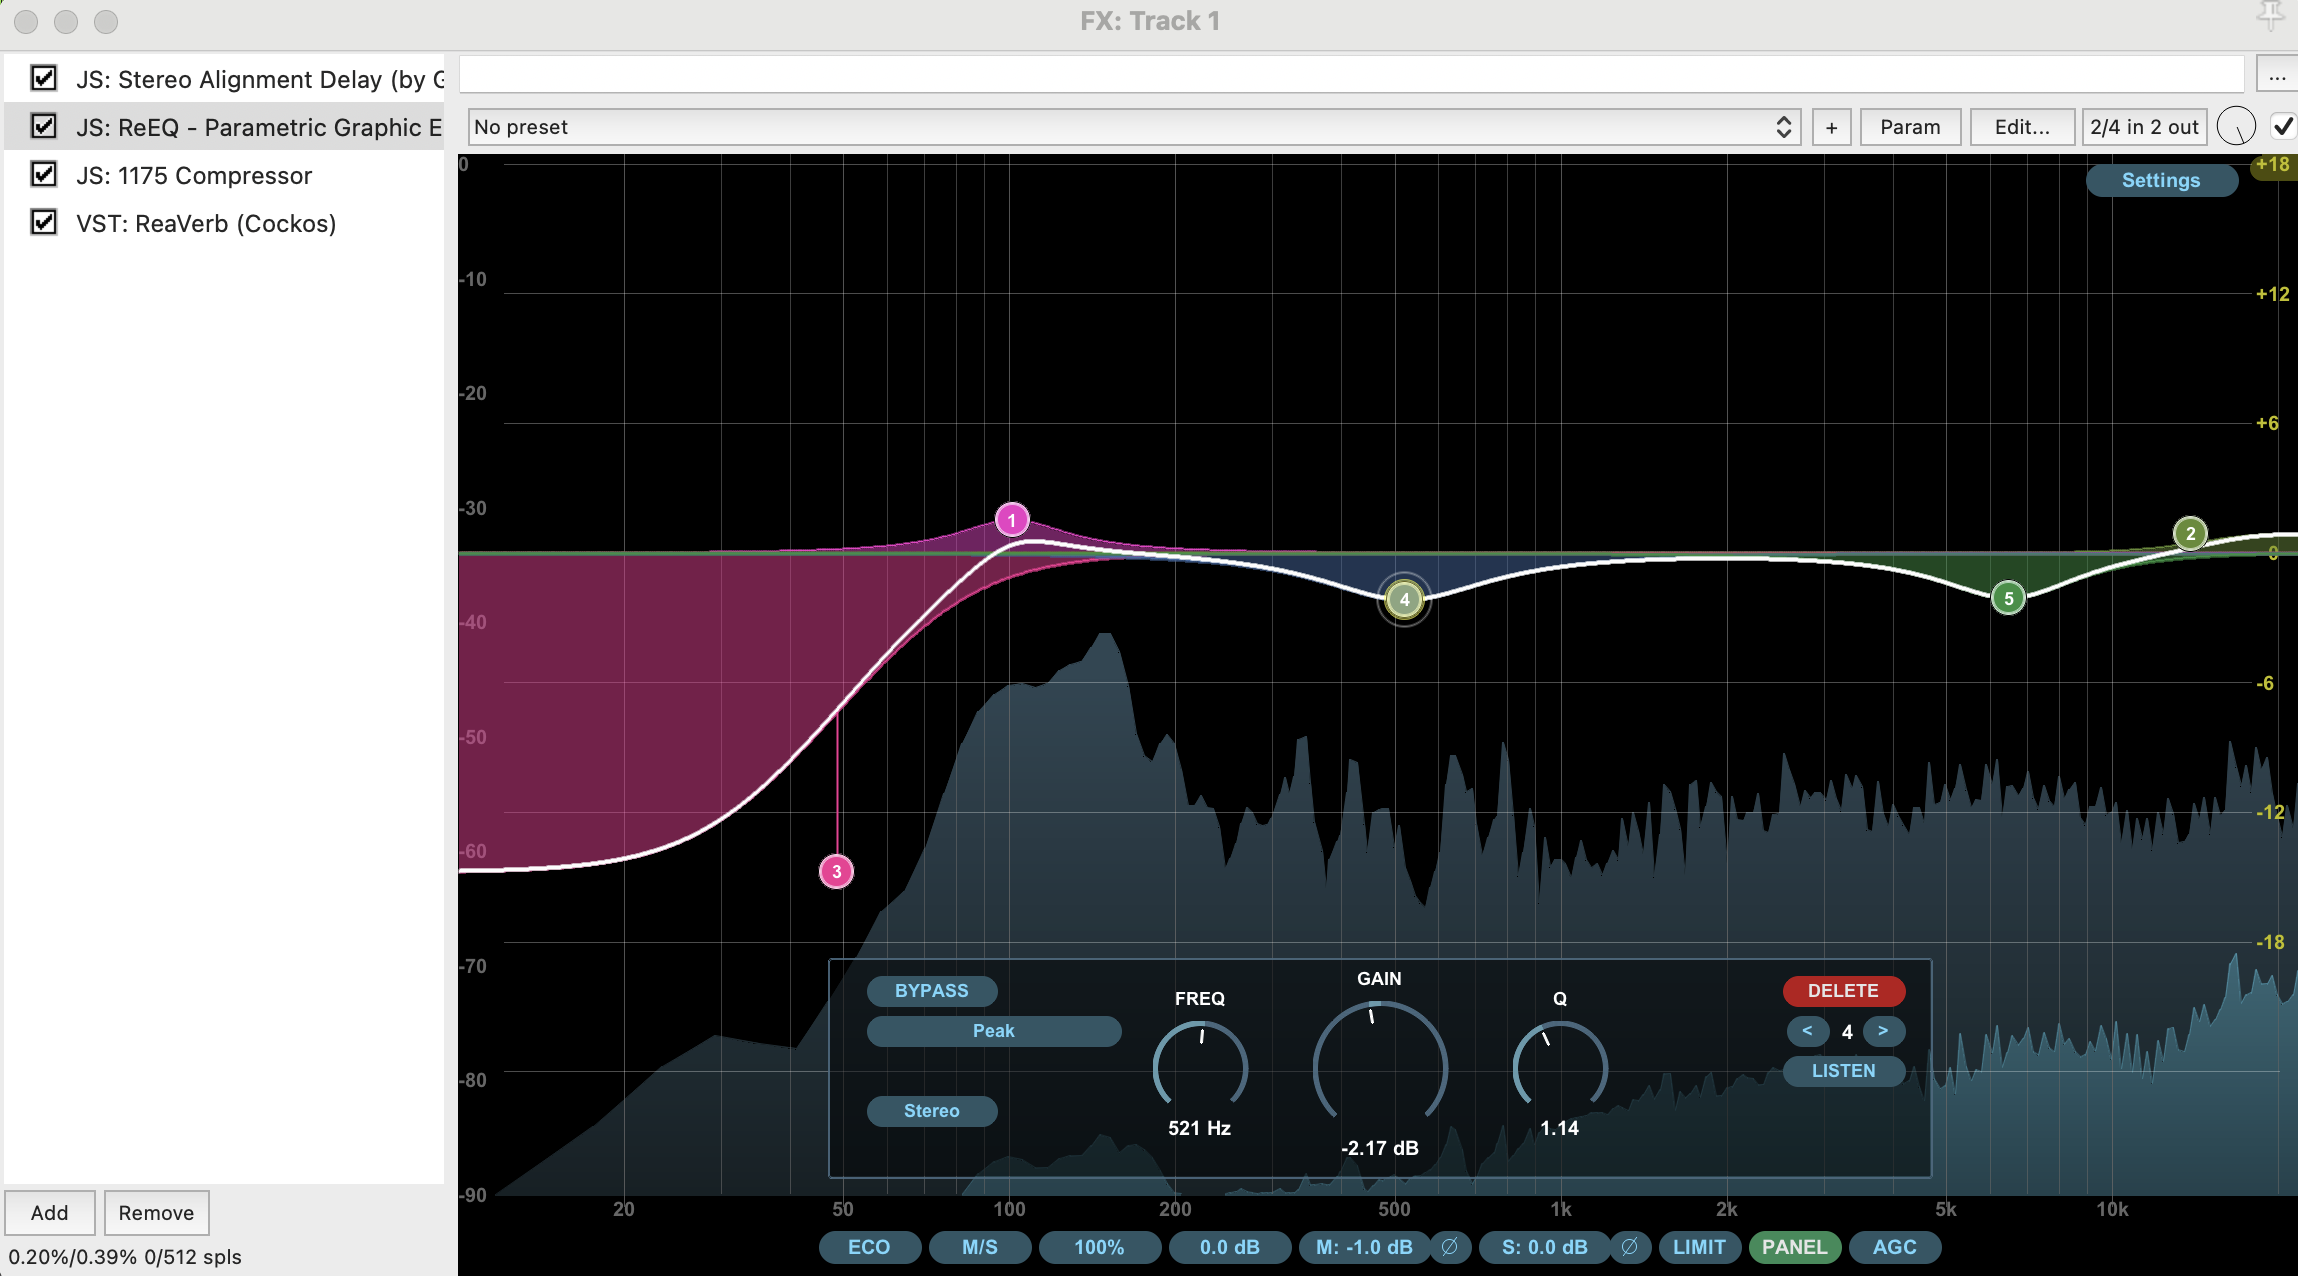 FX: Track 1
JS: Stereo Alignment Delay (by G
JS: ReEQ - Parametric Graphic E
JS: 1175 Compressor
VST: ReaVerb (Cockos)
...
No preset
+
Param
Edit...
2/4 in 2 out
Settings
0
-10
-20
-30
-40
-50
-60
-70
-80
-90
+18
+12
+6
0
-6
-12
-18
1
2
3
4
5
BYPASS
Peak
Stereo
FREQ
521 Hz
GAIN
-2.17 dB
Q
1.14
DELETE
< 4 >
LISTEN
20 50 100 200 500 1k 2k 5k 10k
ECO M/S 100% 0.0 dB M: -1.0 dB Ø S: 0.0 dB Ø LIMIT PANEL AGC
Add Remove
0.20%/0.39% 0/512 spls